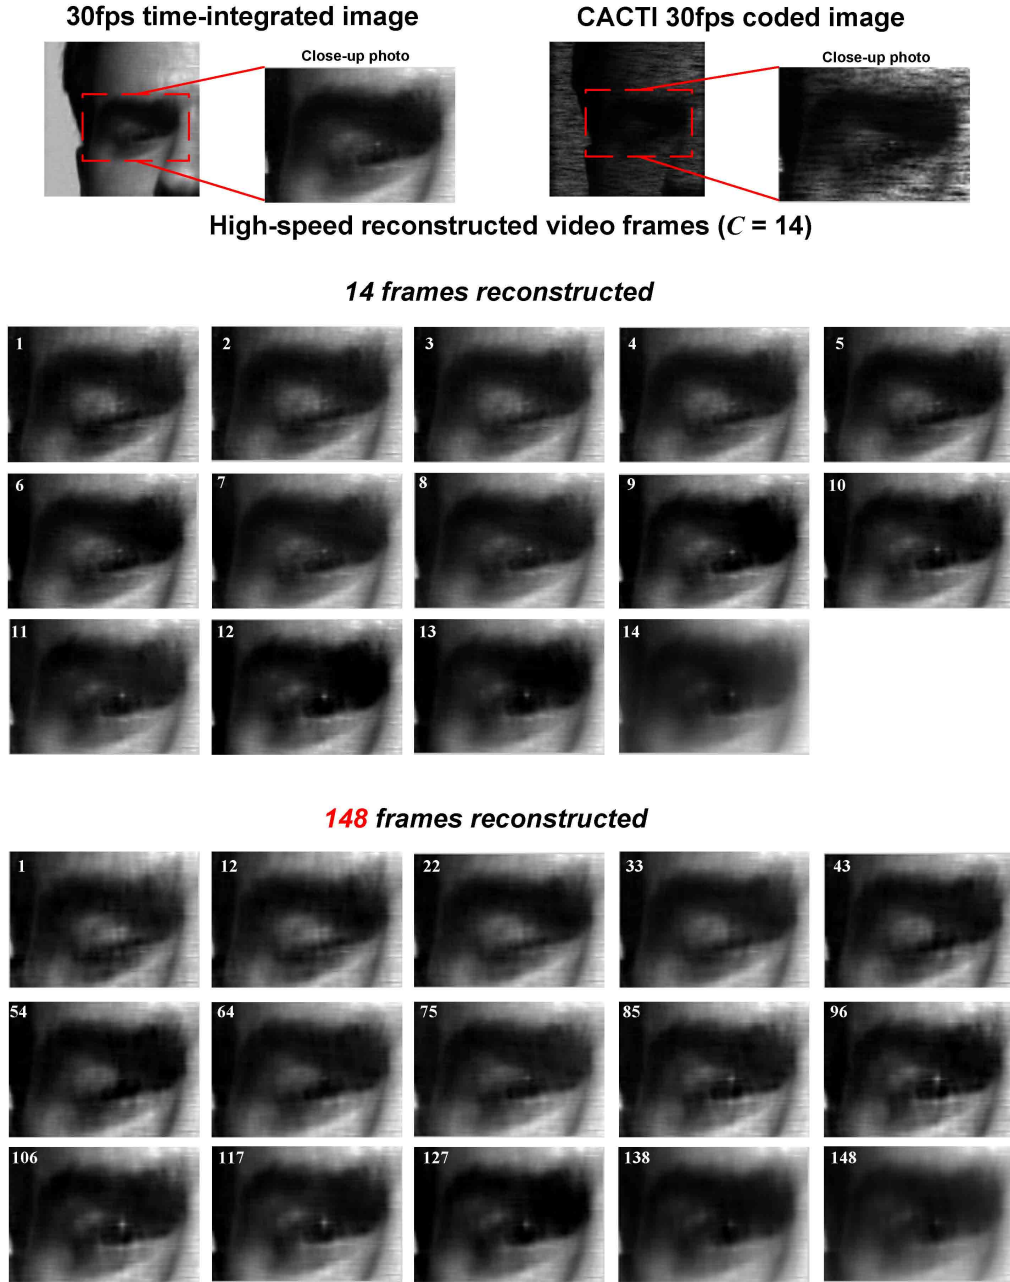 30fps time-integrated image
CACTI 30fps coded image
Close-up photo
Close-up photo
High-speed reconstructed video frames (C = 14)
14 frames reconstructed
1 2 3 4 5
6 7 8 9 10
11 12 13 14
148 frames reconstructed
1 12 22 33 43
54 64 75 85 96
106 117 127 138 148